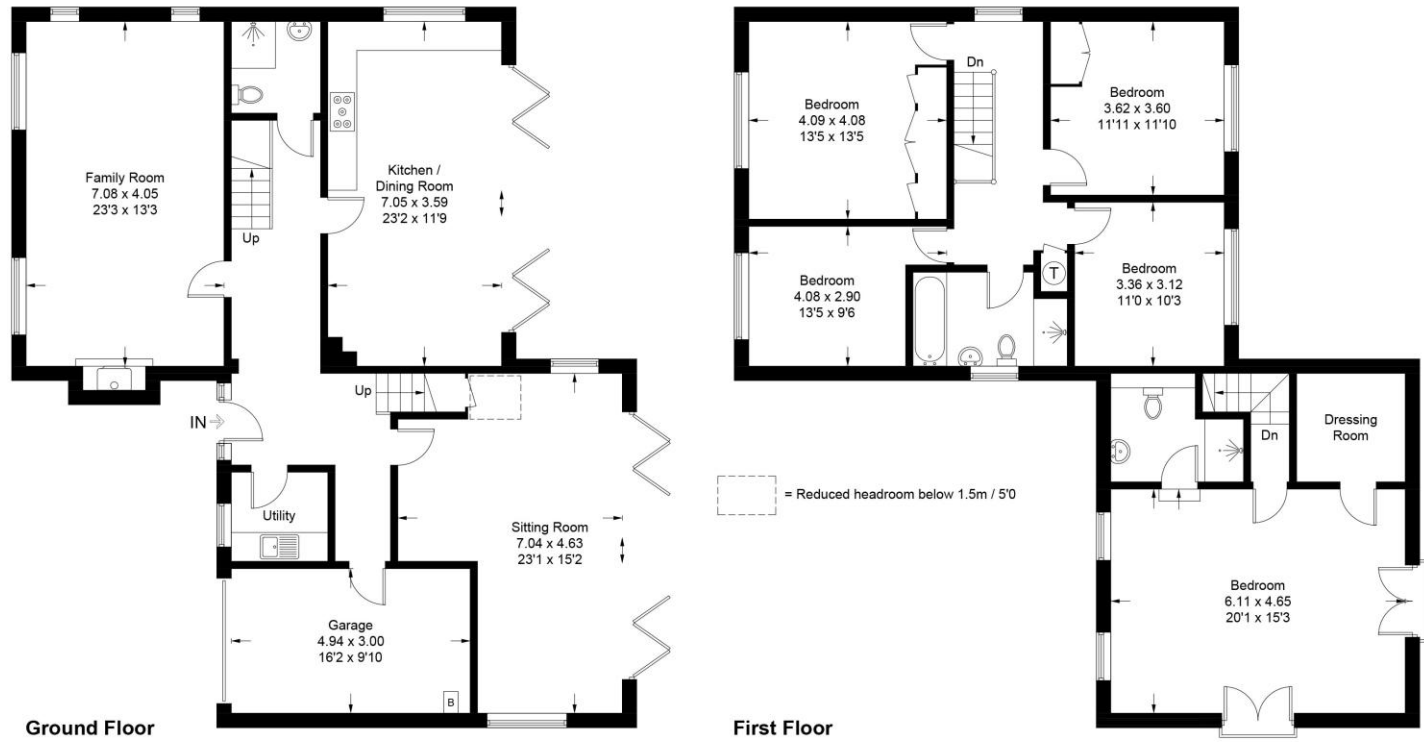 Family Room
7.08 x 4.05
23'3 x 13'3
Up
Kitchen /
Dining Room
7.05 x 3.59
23'2 x 11'9
Up
IN
Utility
Sitting Room
7.04 x 4.63
23'1 x 15'2
Garage
4.94 x 3.00
16'2 x 9'10
B
Ground Floor
Bedroom
4.09 x 4.08
13'5 x 13'5
Dn
Bedroom
3.62 x 3.60
11'11 x 11'10
Bedroom
4.08 x 2.90
13'5 x 9'6
T
Bedroom
3.36 x 3.12
11'0 x 10'3
Dn
Dressing
Room
= Reduced headroom below 1.5m / 5'0
Bedroom
6.11 x 4.65
20'1 x 15'3
First Floor